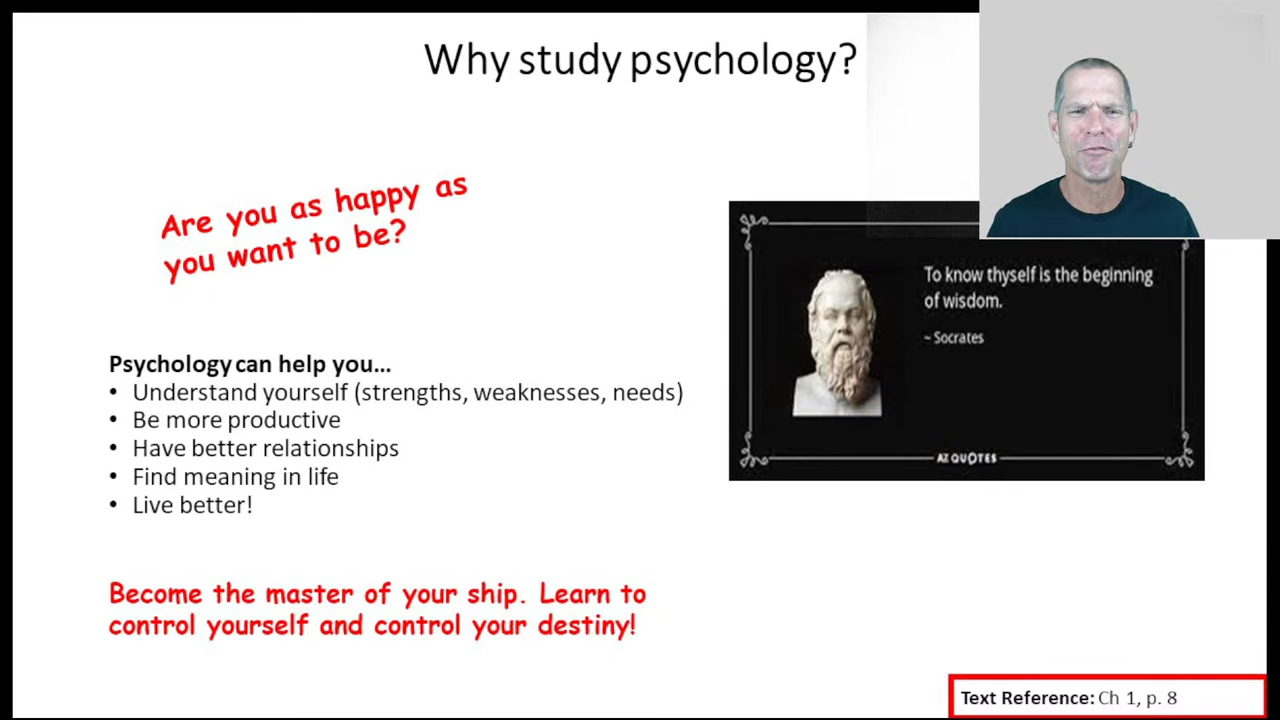 Why study psychology?
Are you as happy as
you want to be?
To know thyself is the beginning
of wisdom.
~ Socrates
AZ QUOTES
Psychology can help you...
• Understand yourself (strengths, weaknesses, needs)
• Be more productive
• Have better relationships
• Find meaning in life
• Live better!
Become the master of your ship. Learn to
control yourself and control your destiny!
Text Reference: Ch 1, p. 8